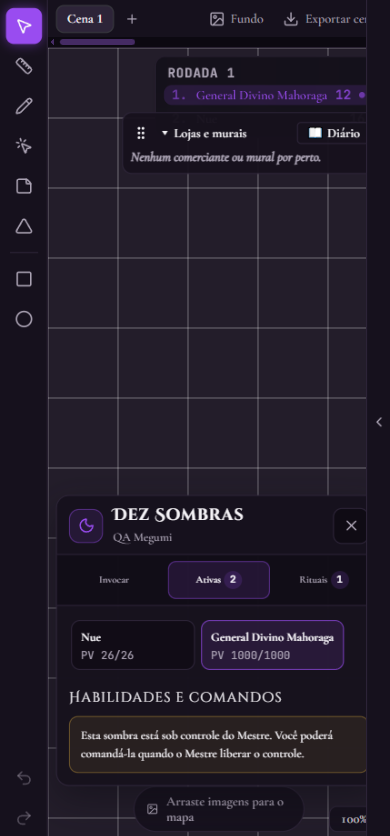 Cena 1
Fundo
Exportar
RODADA 1
1. General Divino Mahoraga 12
Lojas e murais
Diário
Nenhum comerciante ou mural por perto.
Dez Sombras
QA Megumi
Invocar
Ativas 2
Rituais 1
Nue
PV 26/26
General Divino Mahoraga
PV 1000/1000
Habilidades e comandos
Esta sombra está sob controle do Mestre. Você poderá
comandá-la quando o Mestre liberar o controle.
Arraste imagens para o
mapa
100%